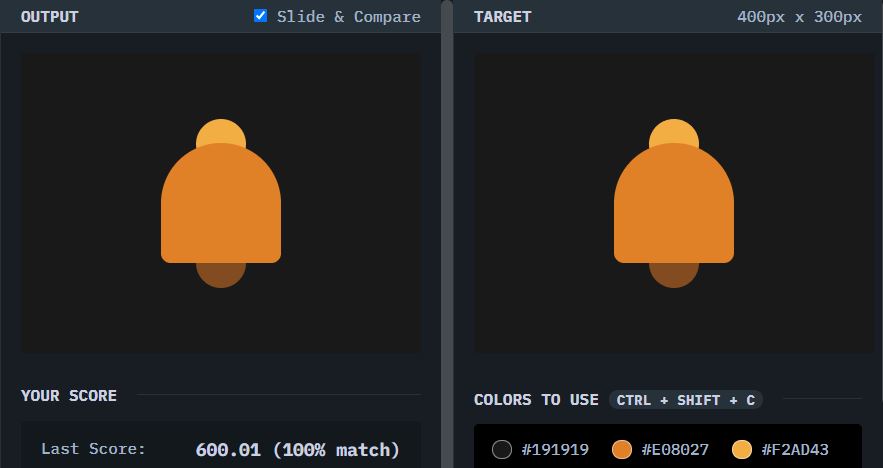 OUTPUT
Slide & Compare
YOUR SCORE
Last Score: 600.01 (100% match)
TARGET
400px x 300px
COLORS TO USE CTRL + SHIFT + C
#191919 #E08027 #F2AD43